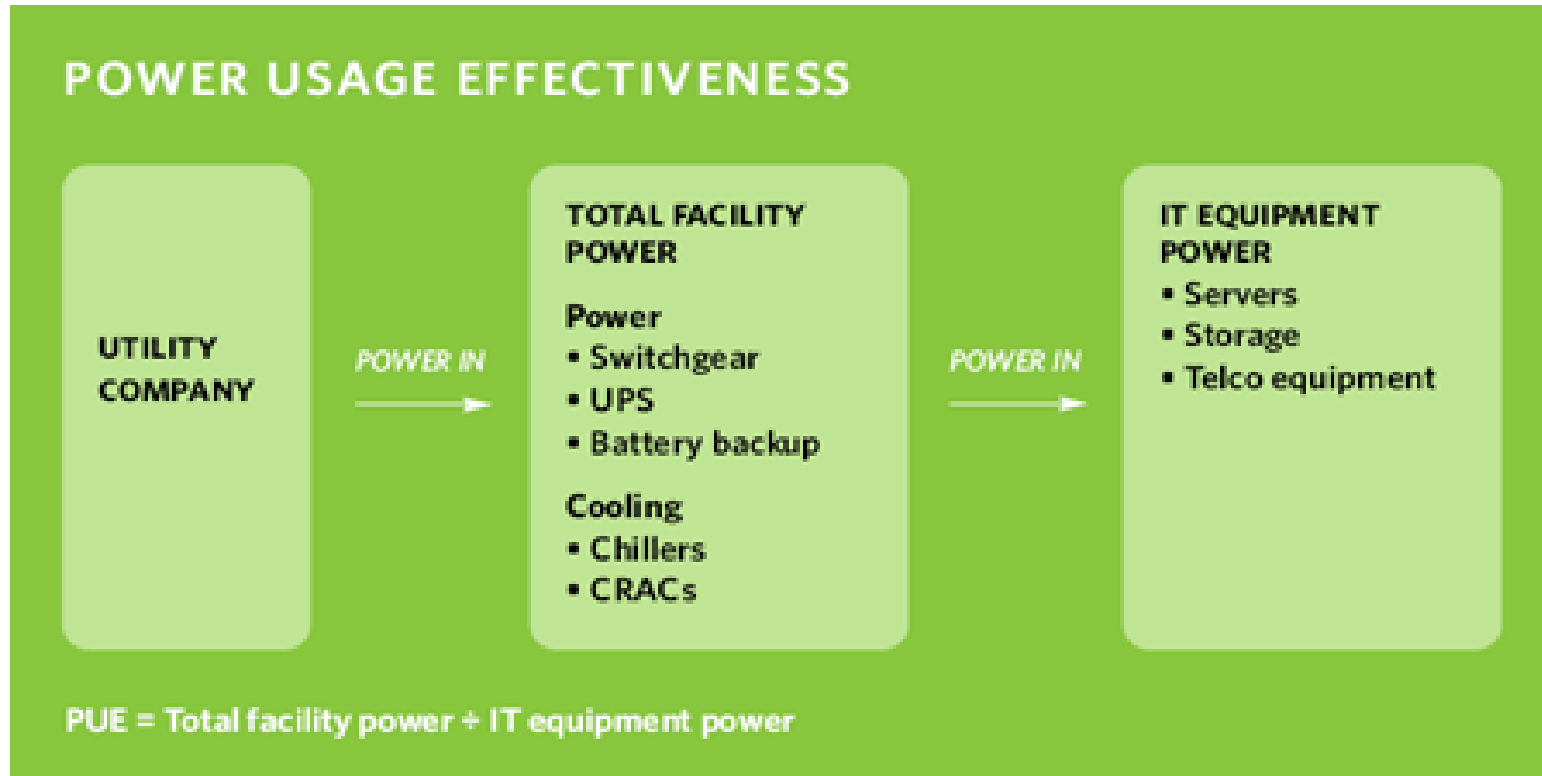 POWER USAGE EFFECTIVENESS
UTILITY
COMPANY
POWER IN
TOTAL FACILITY
POWER
Power
• Switchgear
• UPS
• Battery backup
Cooling
• Chillers
• CRACs
POWER IN
IT EQUIPMENT
POWER
• Servers
• Storage
• Telco equipment
PUE = Total facility power ÷ IT equipment power